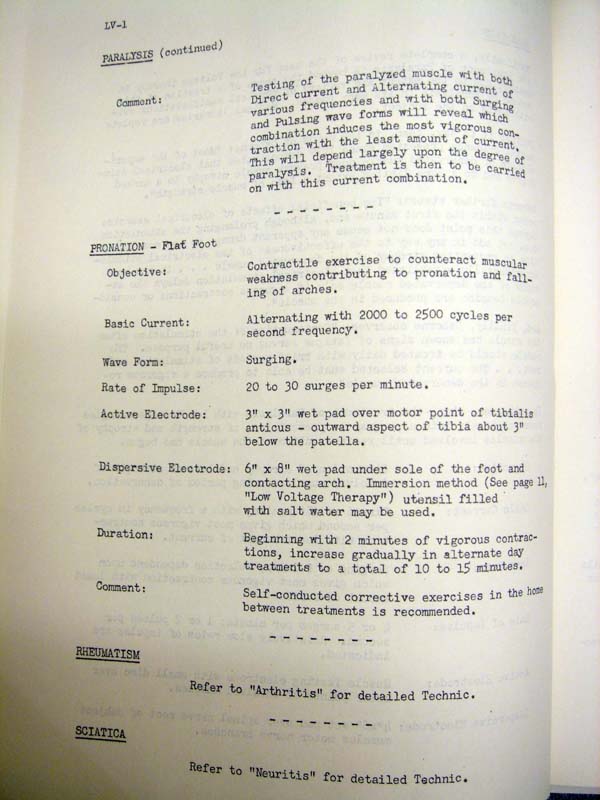 LV-1
PARALYSIS (continued)
Comment: Testing of the paralyzed muscle with both
Direct current and Alternating current of
various frequencies and with both Surging
and Pulsing wave forms will reveal which
combination induces the most vigorous con-
traction with the least amount of current.
This will depend largely upon the degree of
paralysis. Treatment is then to be carried
on with this current combination.
- - - - - - - -
PRONATION - Flat Foot
Objective: Contractile exercise to counteract muscular
weakness contributing to pronation and fall-
ing of arches.
Basic Current: Alternating with 2000 to 2500 cycles per
second frequency.
Wave Form: Surging.
Rate of Impulse: 20 to 30 surges per minute.
Active Electrode: 3" x 3" wet pad over motor point of tibialis
anticus - outward aspect of tibia about 3"
below the patella.
Dispersive Electrode: 6" x 8" wet pad under sole of the foot and
contacting arch. Immersion method (See page 11,
"Low Voltage Therapy") utensil filled
with salt water may be used.
Duration: Beginning with 2 minutes of vigorous contrac-
tions, increase gradually in alternate day
treatments to a total of 10 to 15 minutes.
Comment: Self-conducted corrective exercises in the home
between treatments is recommended.
- - - - - - - -
RHEUMATISM
Refer to "Arthritis" for detailed Technic.
- - - - - - - -
SCIATICA
Refer to "Neuritis" for detailed Technic.